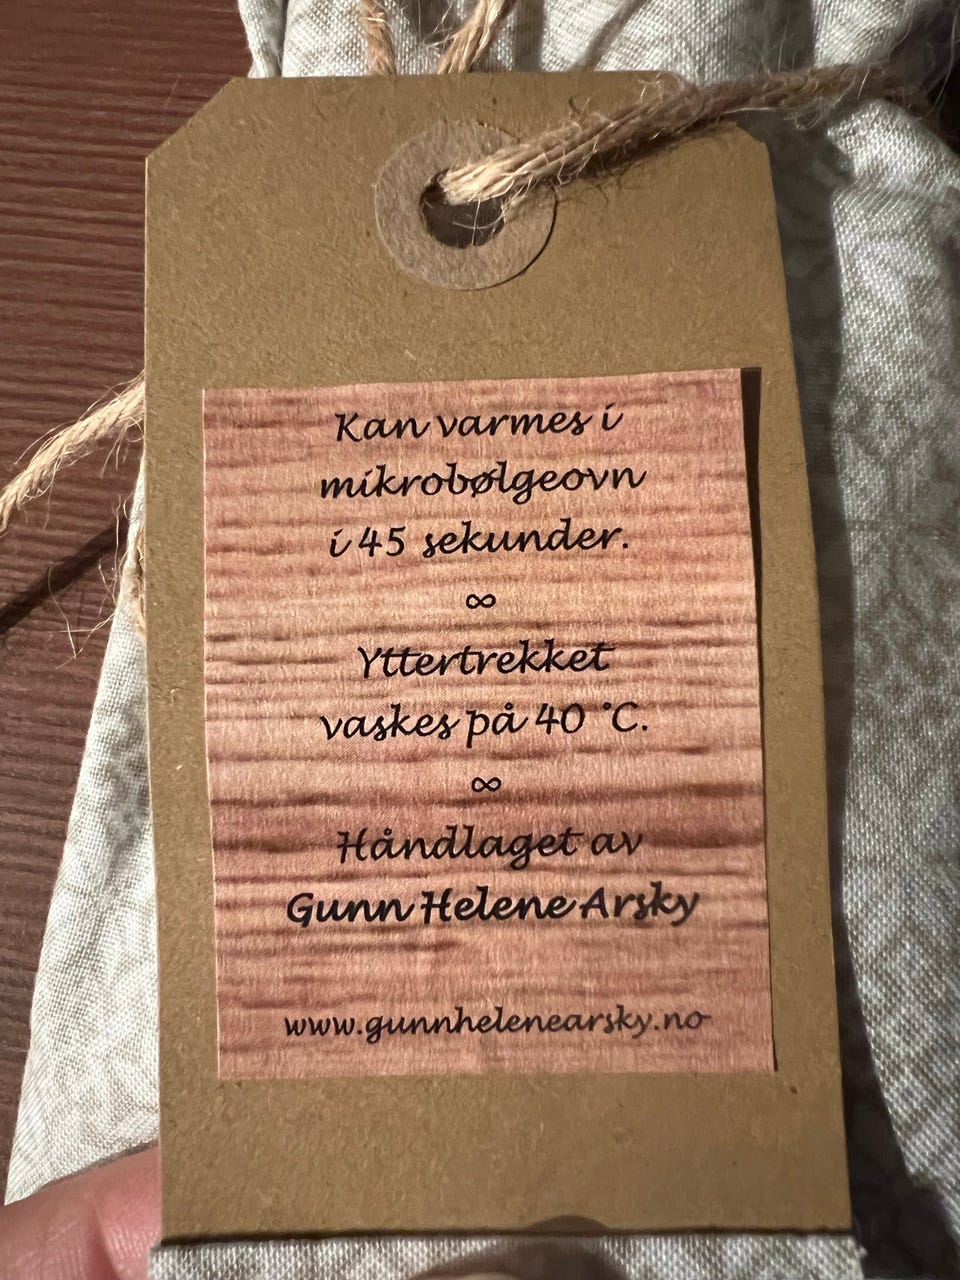 Kan varmes i
mikrobølgeovn
i 45 sekunder.
∞
Yttertrekket
vaskes på 40 °C.
∞
Håndlaget av
Gunn Helene Arsky
www.gunnhelenearsky.no